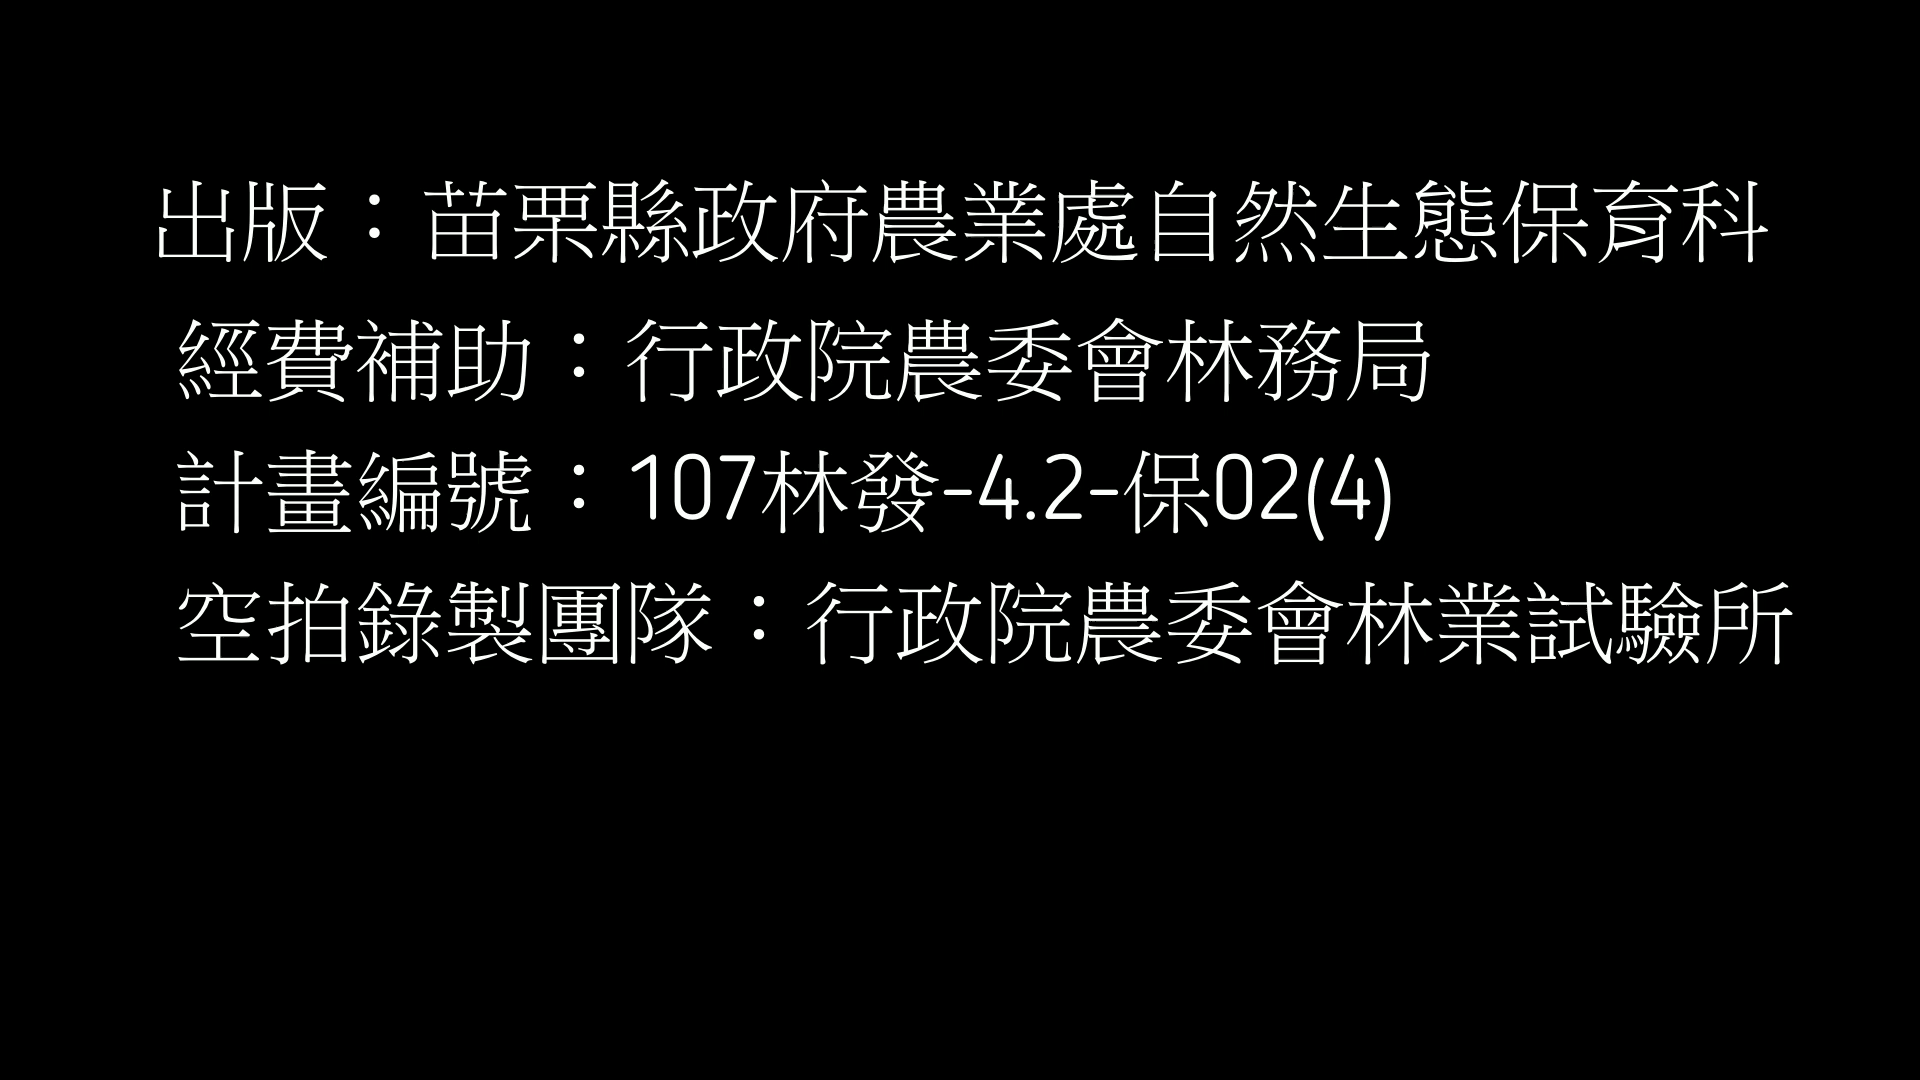 出版：苗栗縣政府農業處自然生態保育科
經費補助：行政院農委會林務局
計畫編號：107林發-4.2-保02(4)
空拍錄製團隊：行政院農委會林業試驗所